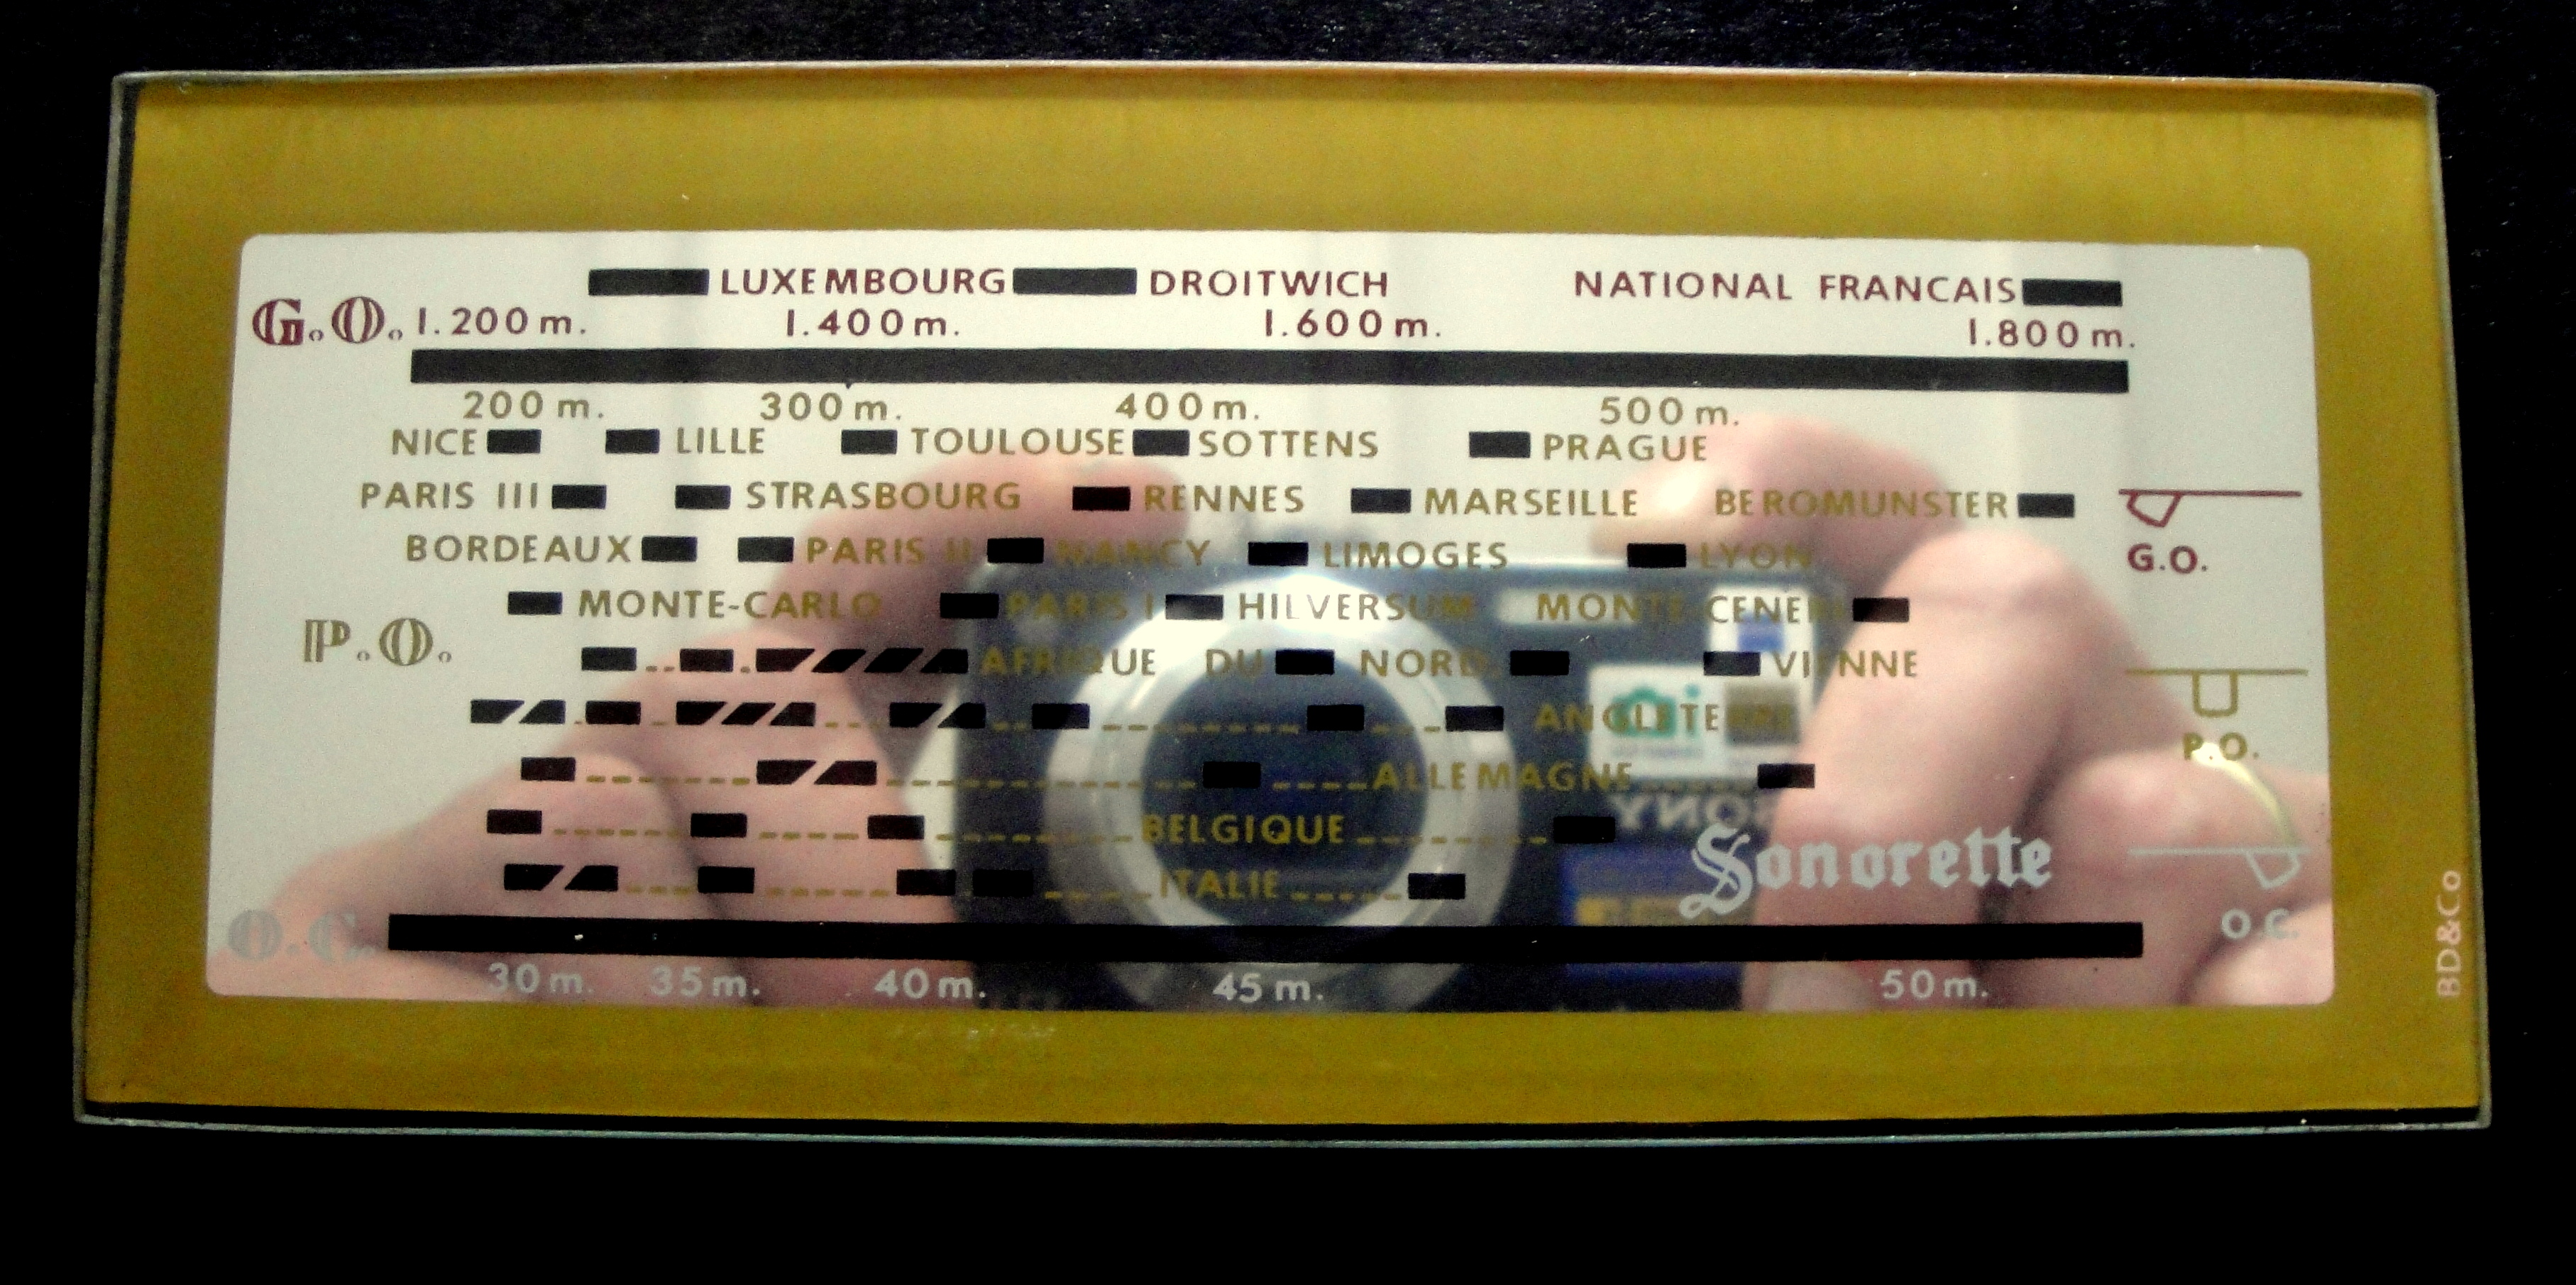 LUXEMBOURG DROITWICH NATIONAL FRANCAIS
G.O. 1.200 m. 1.400 m. 1.600 m. 1.800 m.
200 m. 300 m. 400 m. 500 m.
NICE LILLE TOULOUSE SOTTENS PRAGUE
PARIS III STRASBOURG RENNES MARSEILLE BEROMUNSTER
BORDEAUX PARIS II NANCY LIMOGES LYON
G.O.
MONTE-CARLO PARIS I HILVERSUM MONTE CENERI
P.O.
AFRIQUE DU NORD VIENNE
ANGLETERRE
P.O.
ALLEMAGNE
BELGIQUE
SONY
Sonorette
ITALIE
O.C.
O.C.
30 m. 35 m. 40 m. 45 m. 50 m.
BD&Co